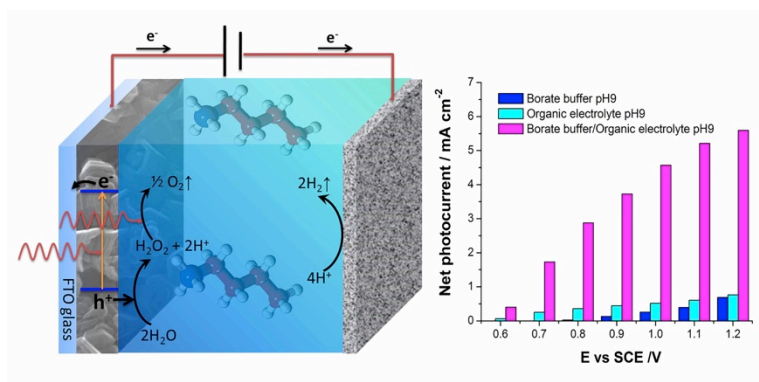 e⁻
e⁻
e⁻
½ O₂↑
2H₂↑
H₂O₂ + 2H⁺
4H⁺
h⁺
2H₂O
FTO glass
Net photocurrent / mA cm⁻²
7
6
5
4
3
2
1
0
Borate buffer pH9
Organic electrolyte pH9
Borate buffer/Organic electrolyte pH9
0.6 0.7 0.8 0.9 1.0 1.1 1.2
E vs SCE /V